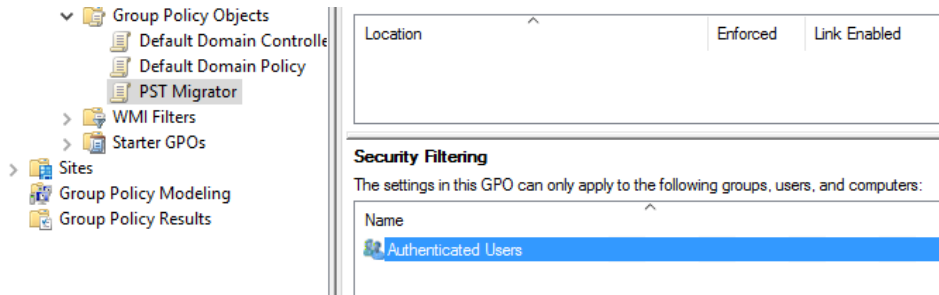 Group Policy Objects
Default Domain Controlle
Default Domain Policy
PST Migrator
WMI Filters
Starter GPOs
Sites
Group Policy Modeling
Group Policy Results
Location Enforced Link Enabled
Security Filtering
The settings in this GPO can only apply to the following groups, users, and computers:
Name
Authenticated Users